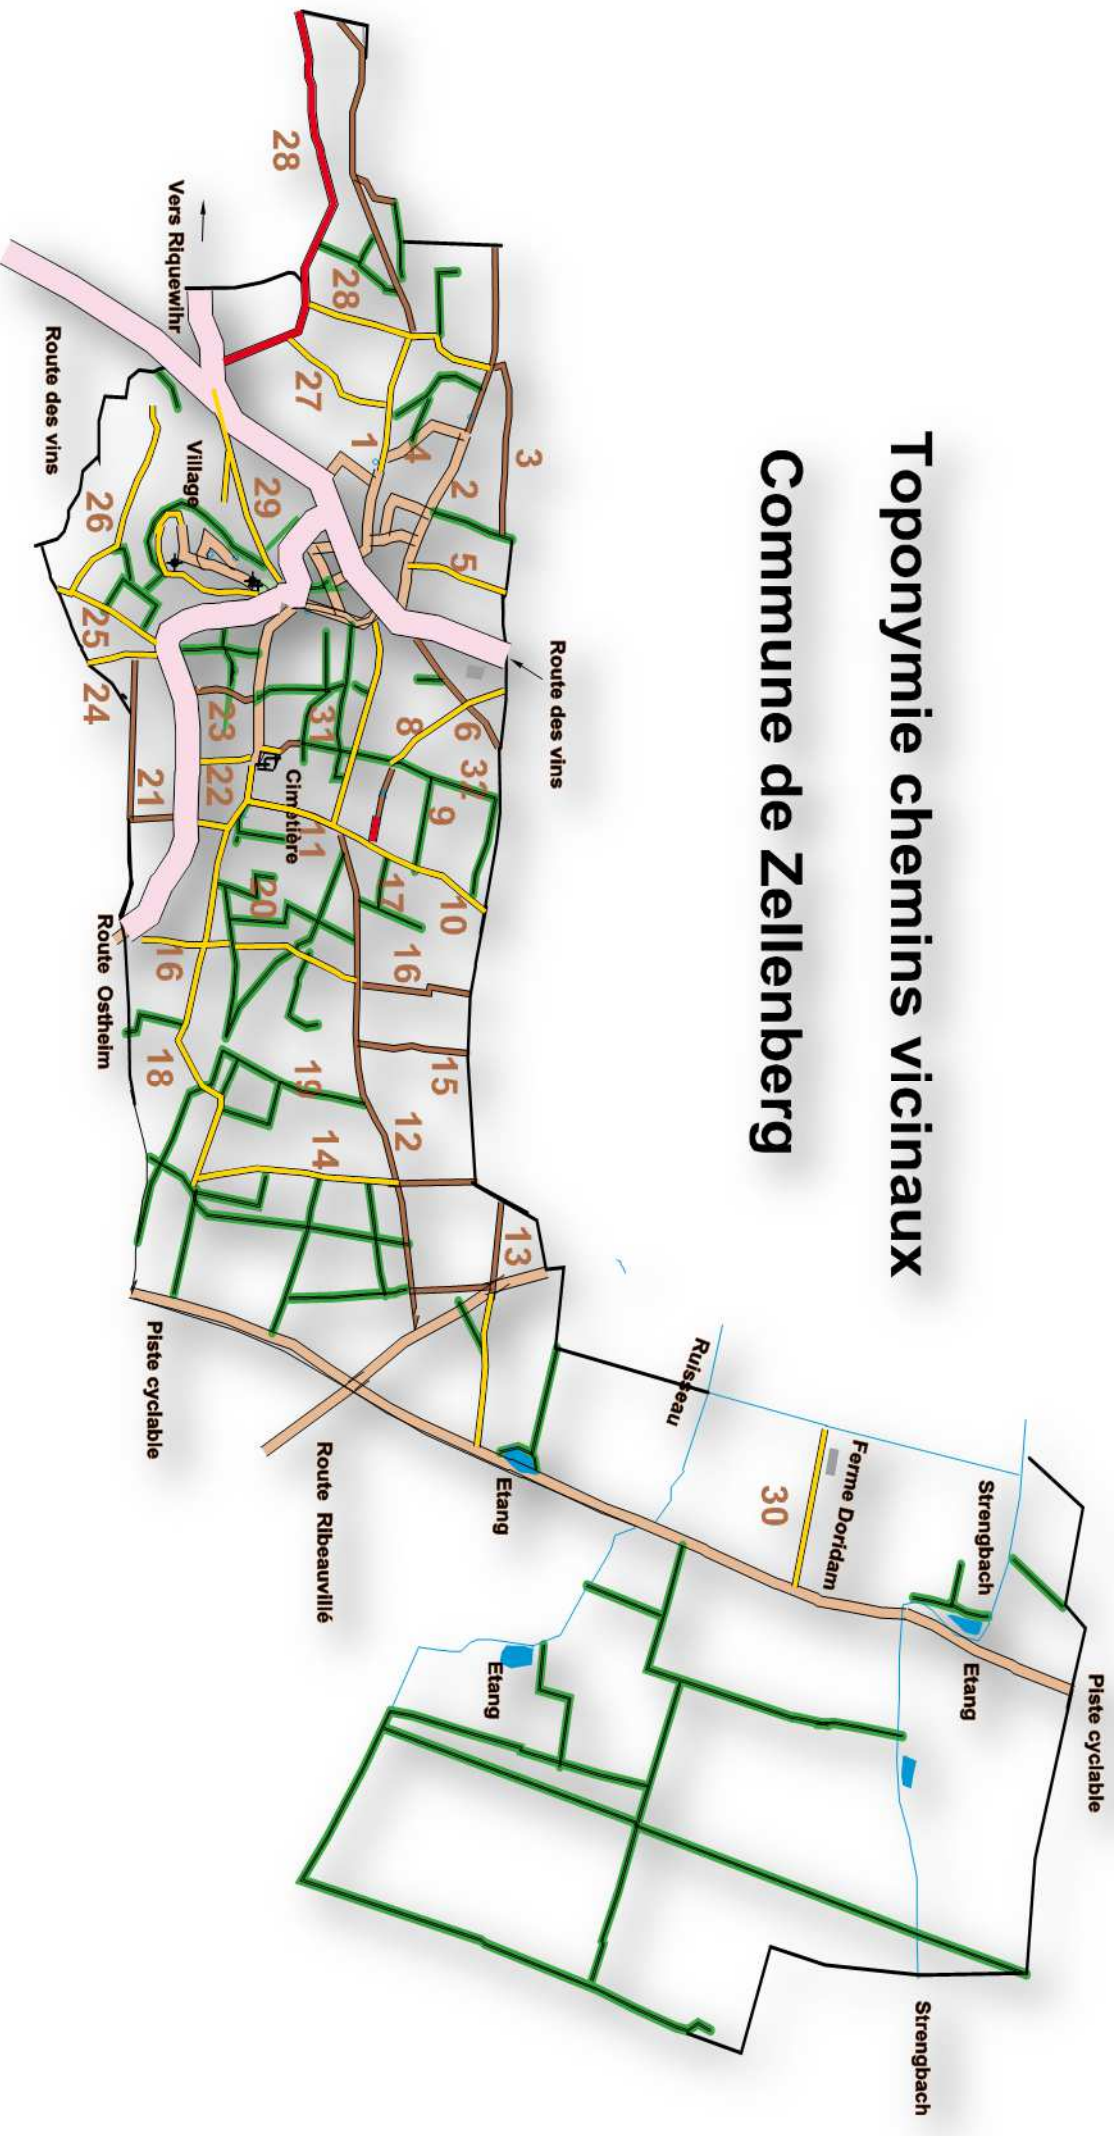 Toponymie chemins vicinaux
Commune de Zellenberg
Piste cyclable
Strengbach
Etang
Strengbach
Ferme Doridam
30
Ruisseau
Route des vins
3
13
Etang
Etang
2
5
6
32
9
10
15
4
8
16
12
1
17
28
31
14
Route Ribeauvillé
27
11
19
Cimetière
28
29
20
23
22
Village
Vers Riquewihr
16
18
Piste cyclable
21
Route Ostheim
26
25
24
Route des vins